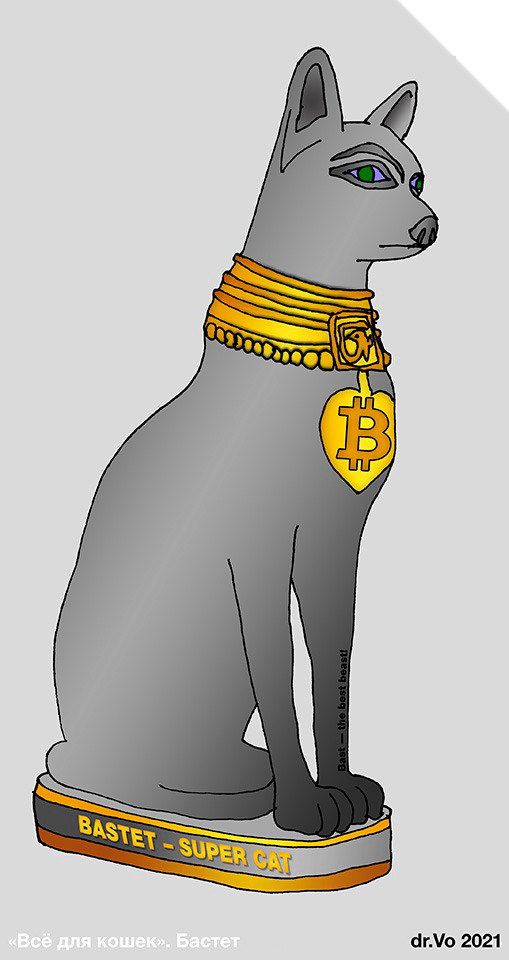 Bast — the best beast!
BASTET – SUPER CAT
«Всё для кошек». Бастет
dr.Vo 2021